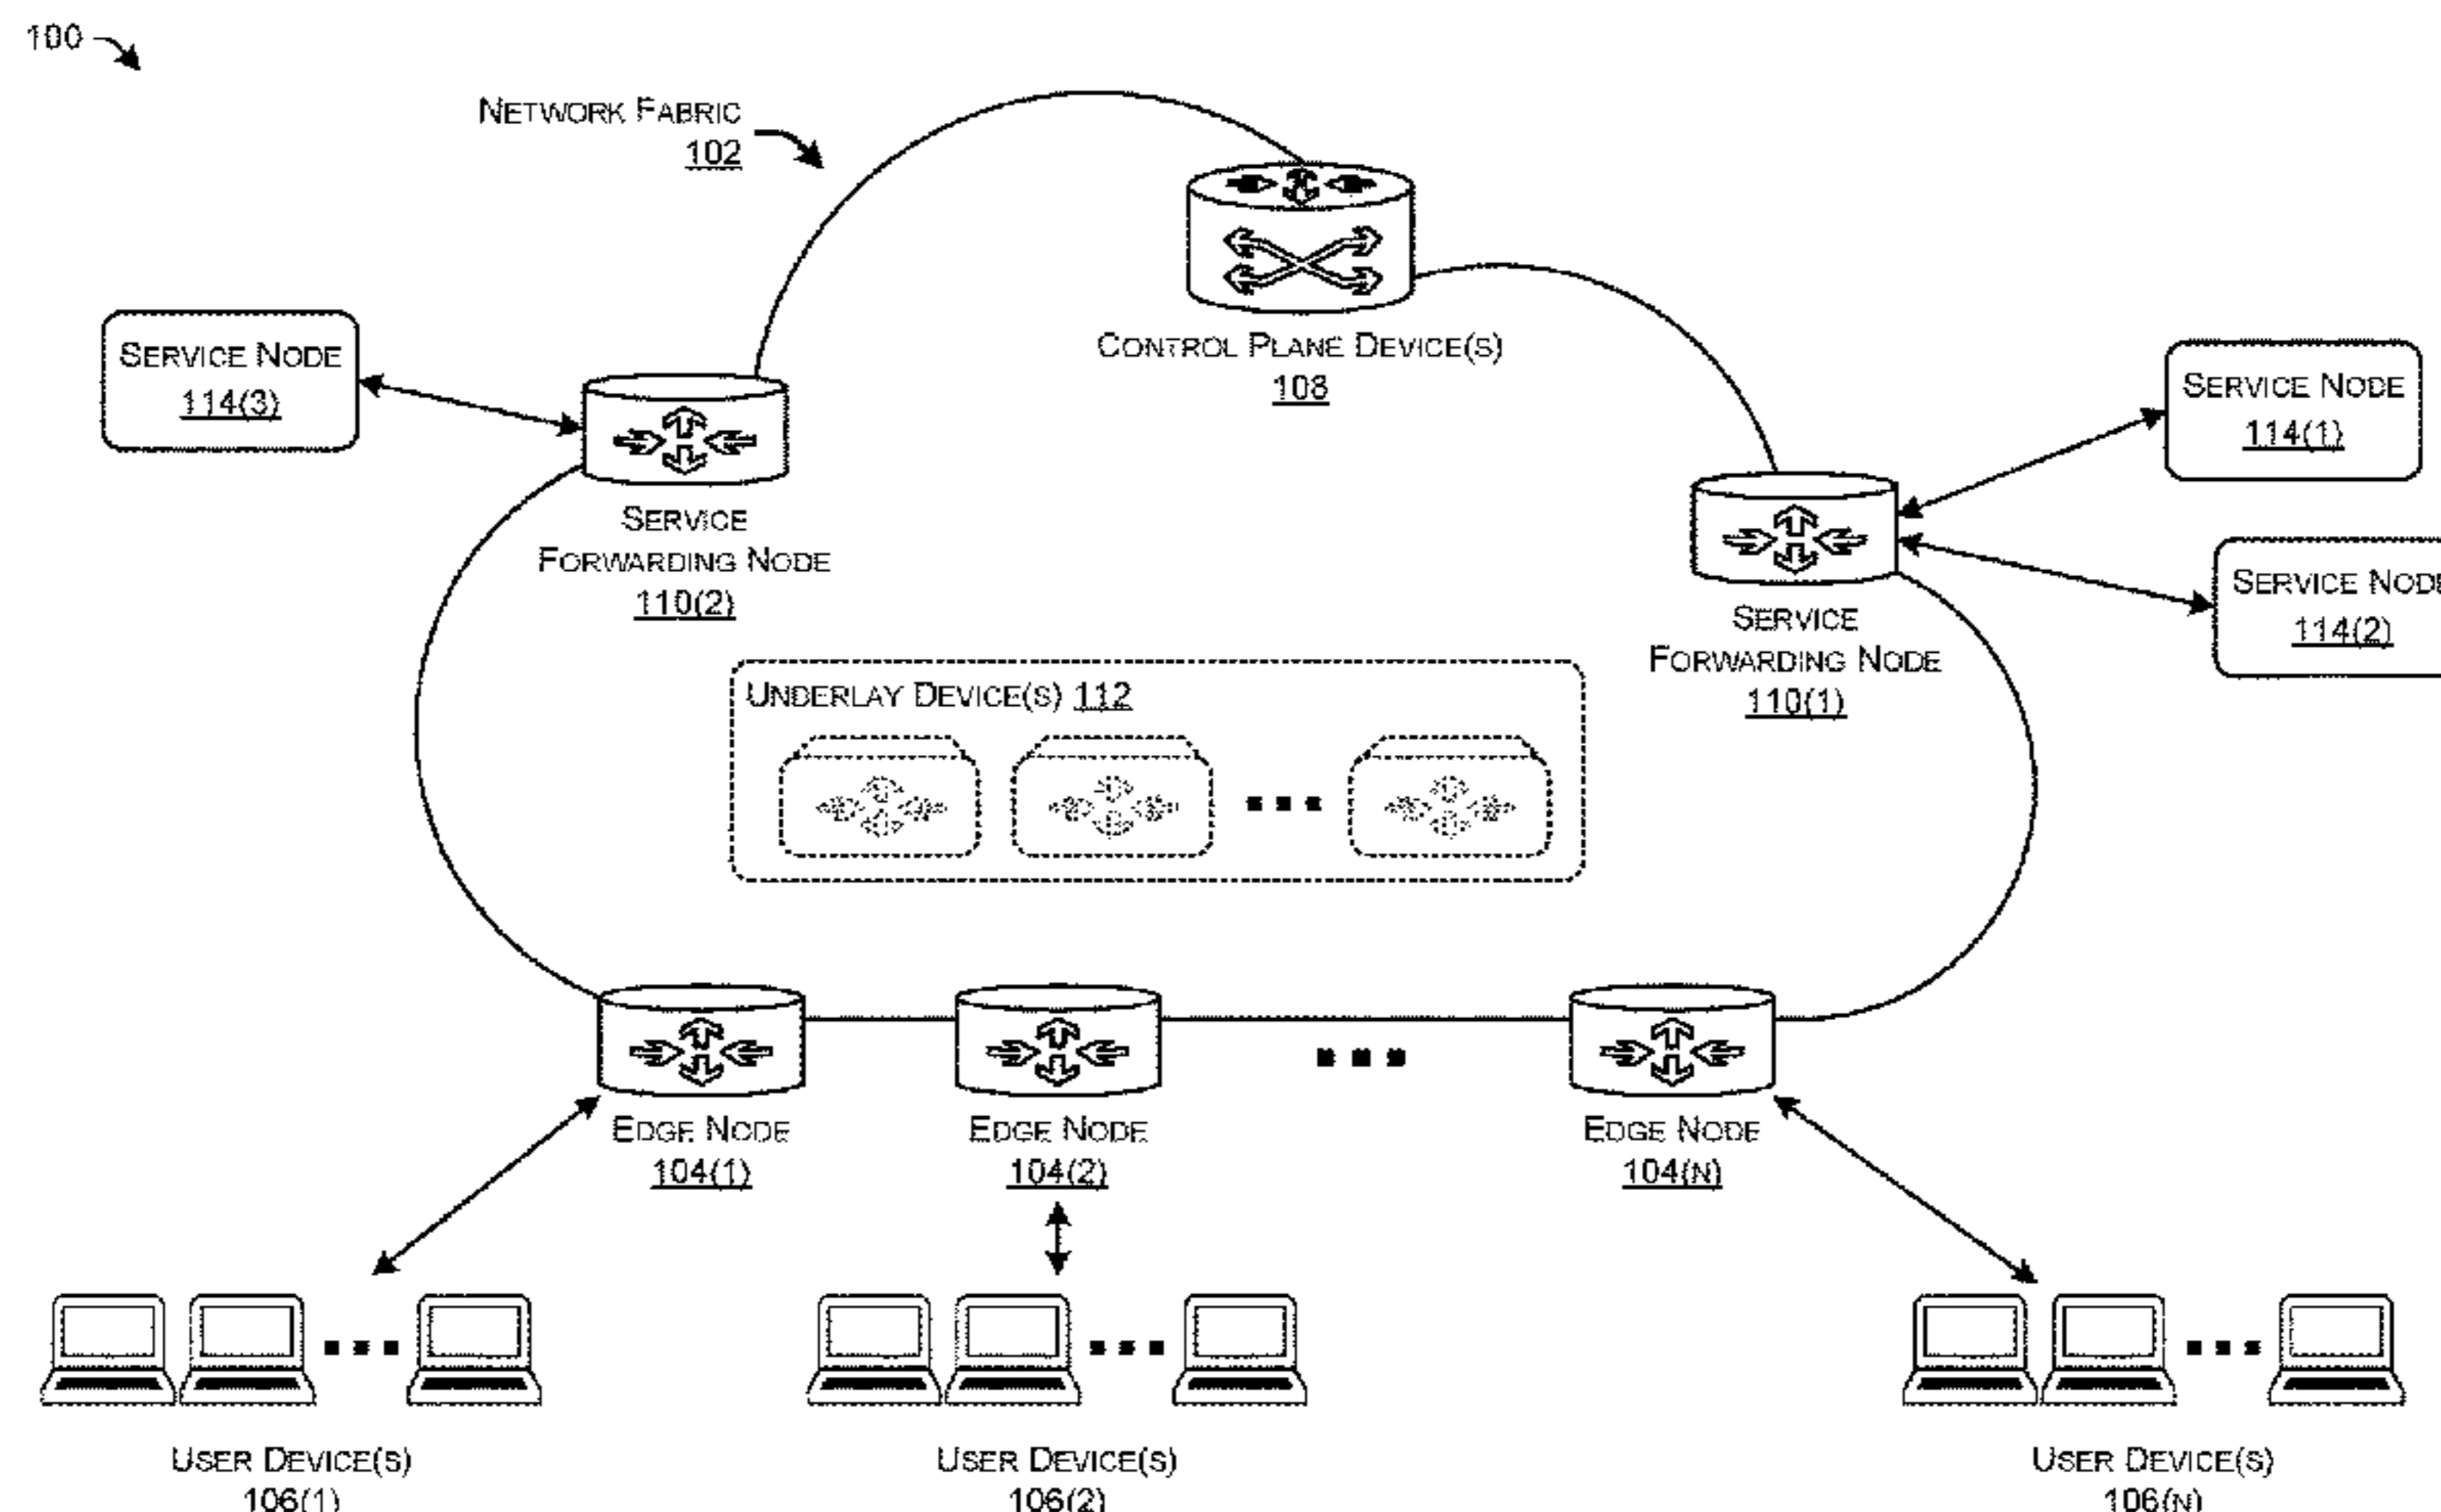 100
NETWORK FABRIC
102
CONTROL PLANE DEVICE(S)
108
SERVICE NODE
114(3)
SERVICE NODE
114(1)
SERVICE
FORWARDING NODE
110(2)
SERVICE NODE
114(2)
SERVICE
FORWARDING NODE
110(1)
UNDERLAY DEVICE(S) 112
EDGE NODE
104(1)
EDGE NODE
104(2)
EDGE NODE
104(N)
USER DEVICE(S)
106(1)
USER DEVICE(S)
106(2)
USER DEVICE(S)
106(N)